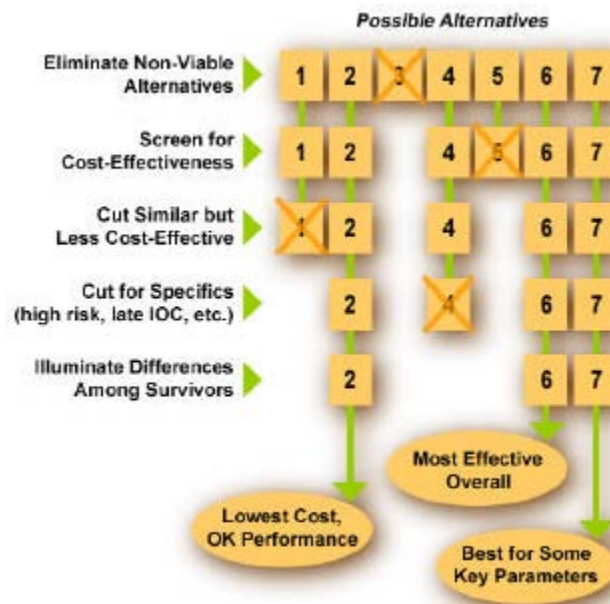 Possible Alternatives
Eliminate Non-Viable
Alternatives
1 2 3 4 5 6 7
Screen for
Cost-Effectiveness
1 2 4 5 6 7
Cut Similar but
Less Cost-Effective
1 2 4 6 7
Cut for Specifics
(high risk, late IOC, etc.)
2 4 6 7
Illuminate Differences
Among Survivors
2 6 7
Most Effective
Overall
Lowest Cost,
OK Performance
Best for Some
Key Parameters